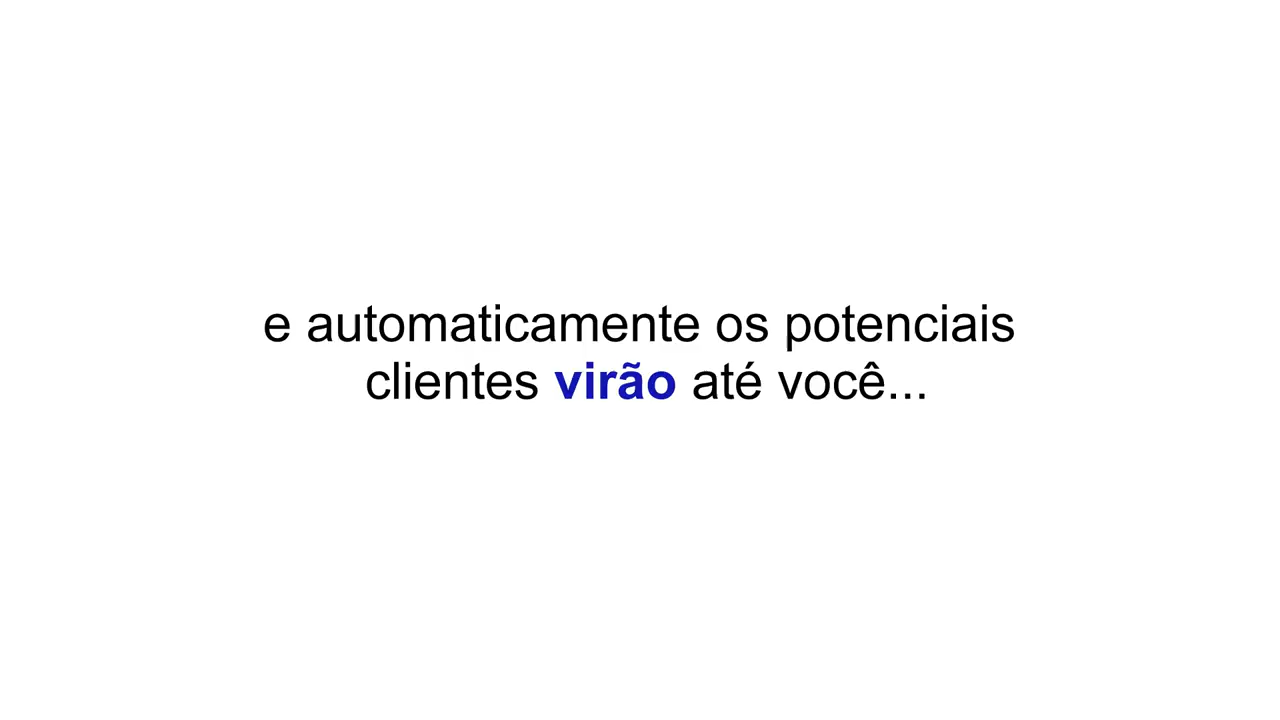 e automaticamente os potenciais
clientes virão até você...